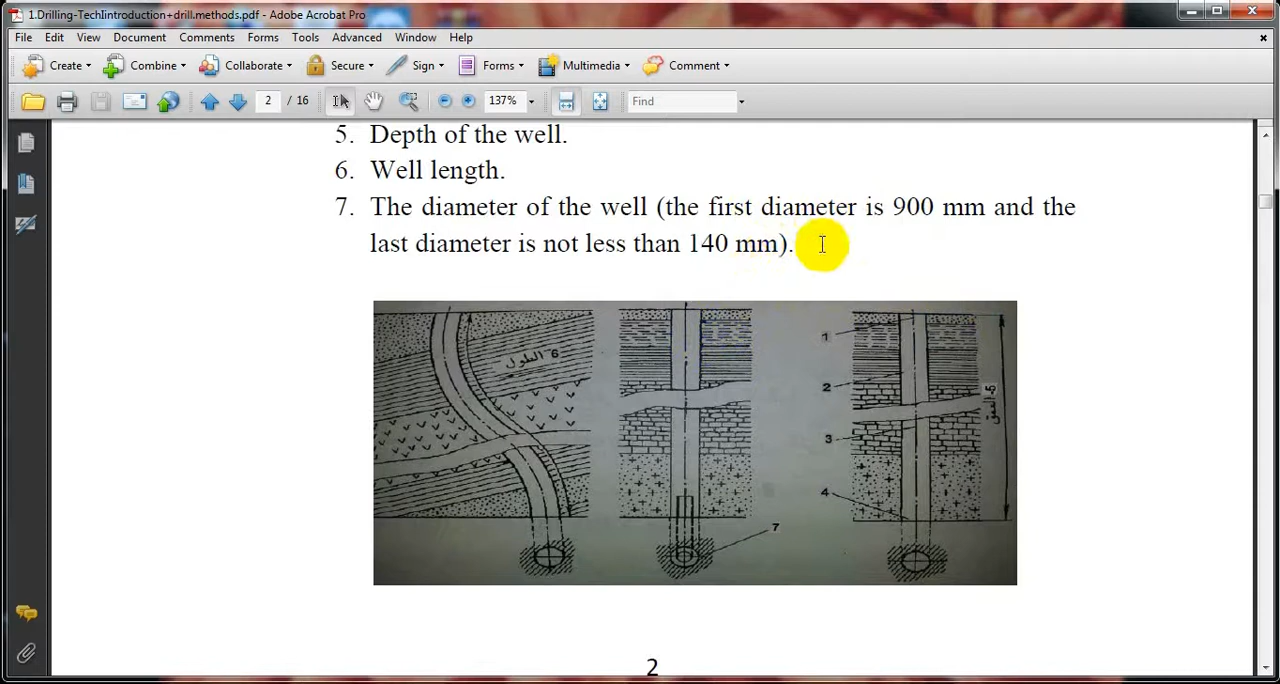 1.Drilling-Tech1introduction+drill.methods.pdf - Adobe Acrobat Pro
File Edit View Document Comments Forms Tools Advanced Window Help
Create Combine Collaborate Secure Sign Forms Multimedia Comment
2 / 16 137% Find
5. Depth of the well.
6. Well length.
7. The diameter of the well (the first diameter is 900 mm and the
last diameter is not less than 140 mm).
6- الطول
1
2
3
4
5- العمق
7
2